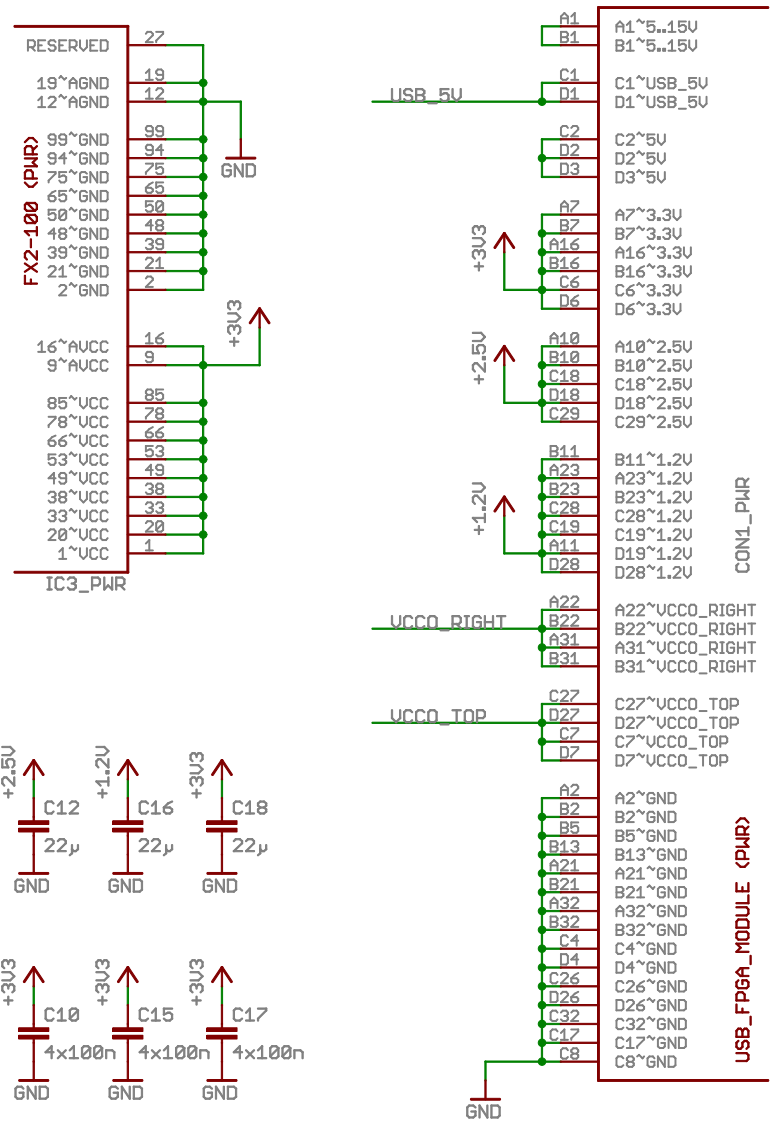 27
RESERVED
19
19~AGND
12
12~AGND
99
99~GND
94
94~GND
75
75~GND
65
65~GND
50
50~GND
48
48~GND
39
39~GND
21
21~GND
2
2~GND
GND
FX2-100 (PWR)
+3V3
16
16~AVCC
9
9~AVCC
85
85~VCC
78
78~VCC
66
66~VCC
53
53~VCC
49
49~VCC
38
38~VCC
33
33~VCC
20
20~VCC
1
1~VCC
IC3_PWR
A1 A1~5..15V
B1 B1~5..15V
C1 C1~USB_5V
USB_5V
D1 D1~USB_5V
C2 C2~5V
D2 D2~5V
D3 D3~5V
+3V3
A7 A7~3.3V
B7 B7~3.3V
A16 A16~3.3V
B16 B16~3.3V
C6 C6~3.3V
D6 D6~3.3V
+2.5V
A10 A10~2.5V
B10 B10~2.5V
C18 C18~2.5V
D18 D18~2.5V
C29 C29~2.5V
+1.2V
B11 B11~1.2V
A23 A23~1.2V
B23 B23~1.2V
C28 C28~1.2V
C19 C19~1.2V
A11 D19~1.2V
D28 D28~1.2V
CON1_PWR
A22 A22~VCCO_RIGHT
VCCO_RIGHT
B22 B22~VCCO_RIGHT
A31 A31~VCCO_RIGHT
B31 B31~VCCO_RIGHT
C27 C27~VCCO_TOP
VCCO_TOP
D27 D27~VCCO_TOP
C7 C7~VCCO_TOP
D7 D7~VCCO_TOP
A2 A2~GND
B2 B2~GND
B5 B5~GND
B13 B13~GND
A21 A21~GND
B21 B21~GND
A32 A32~GND
B32 B32~GND
C4 C4~GND
D4 D4~GND
C26 C26~GND
D26 D26~GND
C32 C32~GND
C17 C17~GND
C8 C8~GND
GND
USB_FPGA_MODULE (PWR)
+2.5V
C12
22µ
GND
+1.2V
C16
22µ
GND
+3V3
C18
22µ
GND
+3V3
C10
4x100n
GND
+3V3
C15
4x100n
GND
+3V3
C17
4x100n
GND